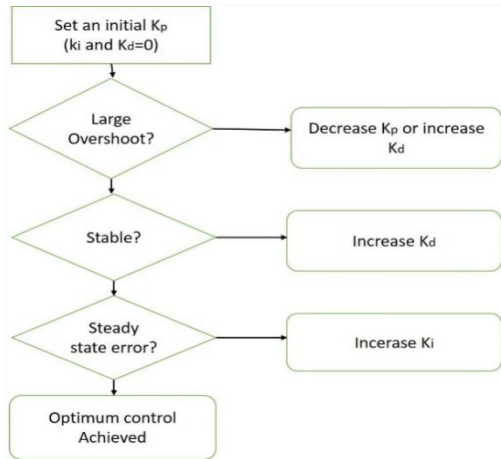 Set an initial Kp
(ki and Kd=0)
Large
Overshoot?
Decrease Kp or increase
Kd
Stable?
Increase Kd
Steady
state error?
Incerase Ki
Optimum control
Achieved